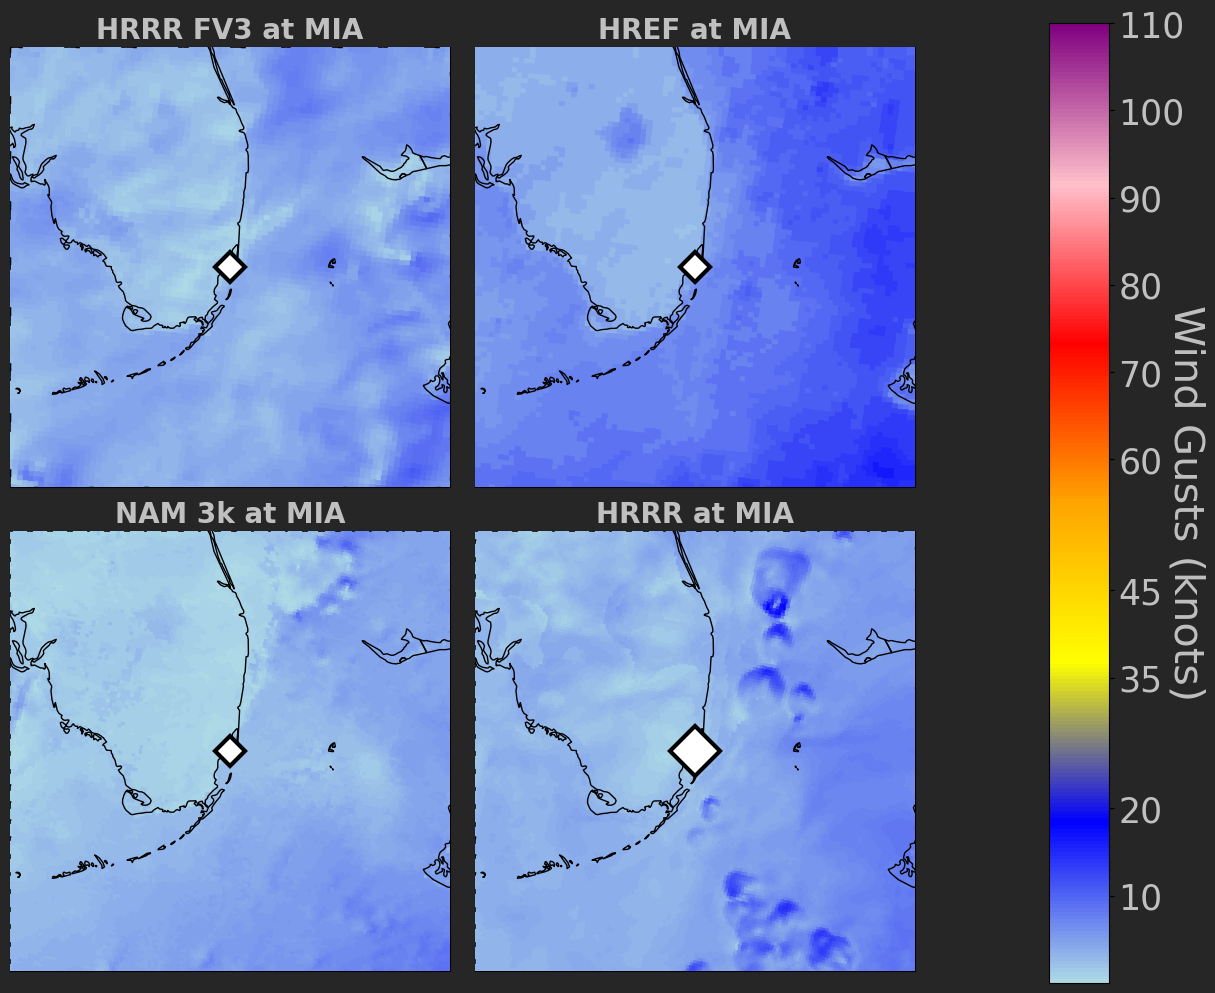 HRRR FV3 at MIA
HREF at MIA
NAM 3k at MIA
HRRR at MIA
110
100
90
80
70
60
45
35
20
10
Wind Gusts (knots)